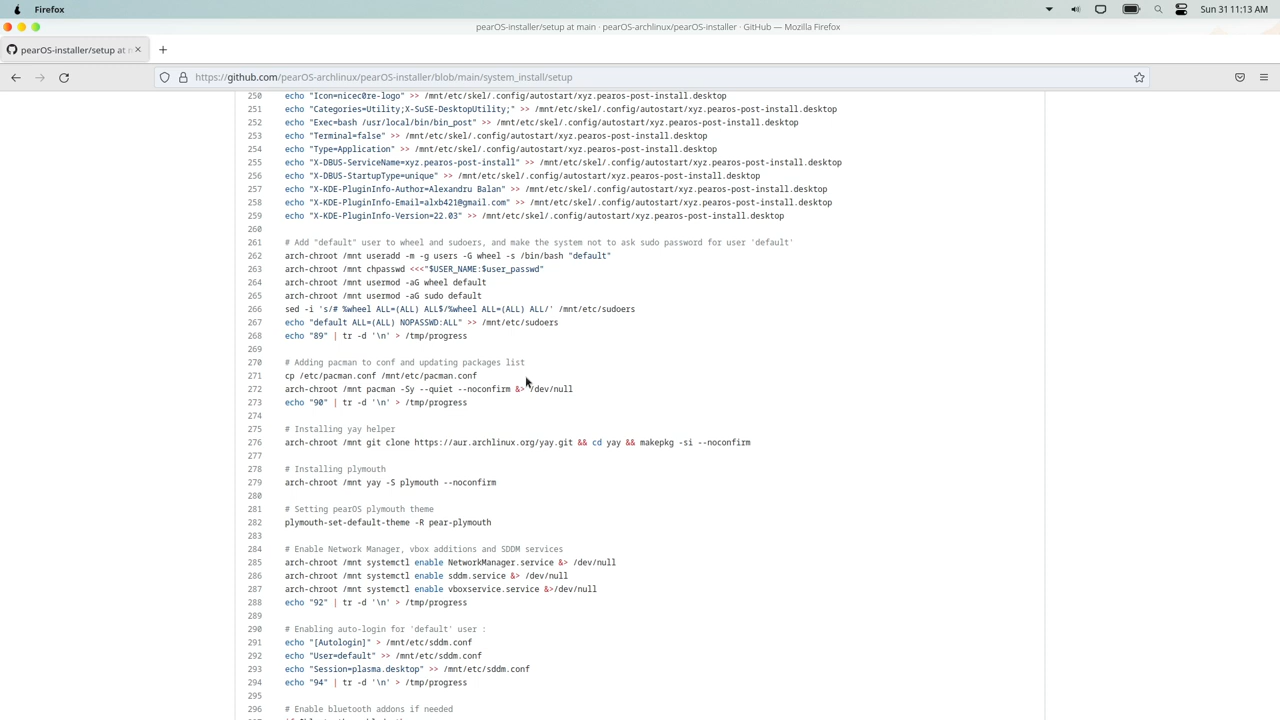 Firefox
Sun 31 11:13 AM
pearOS-installer/setup at main · pearOS-archlinux/pearOS-installer · GitHub — Mozilla Firefox
pearOS-installer/setup at
https://github.com/pearOS-archlinux/pearOS-installer/blob/main/system_install/setup
250 echo "Icon=nicec0re-logo" >> /mnt/etc/skel/.config/autostart/xyz.pearos-post-install.desktop
251 echo "Categories=Utility;X-SuSE-DesktopUtility;" >> /mnt/etc/skel/.config/autostart/xyz.pearos-post-install.desktop
252 echo "Exec=bash /usr/local/bin/bin_post" >> /mnt/etc/skel/.config/autostart/xyz.pearos-post-install.desktop
253 echo "Terminal=false" >> /mnt/etc/skel/.config/autostart/xyz.pearos-post-install.desktop
254 echo "Type=Application" >> /mnt/etc/skel/.config/autostart/xyz.pearos-post-install.desktop
255 echo "X-DBUS-ServiceName=xyz.pearos-post-install" >> /mnt/etc/skel/.config/autostart/xyz.pearos-post-install.desktop
256 echo "X-DBUS-StartupType=unique" >> /mnt/etc/skel/.config/autostart/xyz.pearos-post-install.desktop
257 echo "X-KDE-PluginInfo-Author=Alexandru Balan" >> /mnt/etc/skel/.config/autostart/xyz.pearos-post-install.desktop
258 echo "X-KDE-PluginInfo-Email=alxb421@gmail.com" >> /mnt/etc/skel/.config/autostart/xyz.pearos-post-install.desktop
259 echo "X-KDE-PluginInfo-Version=22.03" >> /mnt/etc/skel/.config/autostart/xyz.pearos-post-install.desktop
260
261 # Add "default" user to wheel and sudoers, and make the system not to ask sudo password for user 'default'
262 arch-chroot /mnt useradd -m -g users -G wheel -s /bin/bash "default"
263 arch-chroot /mnt chpasswd <<<"$USER_NAME:$user_passwd"
264 arch-chroot /mnt usermod -aG wheel default
265 arch-chroot /mnt usermod -aG sudo default
266 sed -i 's/# %wheel ALL=(ALL) ALL$/%wheel ALL=(ALL) ALL/' /mnt/etc/sudoers
267 echo "default ALL=(ALL) NOPASSWD:ALL" >> /mnt/etc/sudoers
268 echo "89" | tr -d '\n' > /tmp/progress
269
270 # Adding pacman to conf and updating packages list
271 cp /etc/pacman.conf /mnt/etc/pacman.conf
272 arch-chroot /mnt pacman -Sy --quiet --noconfirm &> /dev/null
273 echo "90" | tr -d '\n' > /tmp/progress
274
275 # Installing yay helper
276 arch-chroot /mnt git clone https://aur.archlinux.org/yay.git && cd yay && makepkg -si --noconfirm
277
278 # Installing plymouth
279 arch-chroot /mnt yay -S plymouth --noconfirm
280
281 # Setting pearOS plymouth theme
282 plymouth-set-default-theme -R pear-plymouth
283
284 # Enable Network Manager, vbox additions and SDDM services
285 arch-chroot /mnt systemctl enable NetworkManager.service &> /dev/null
286 arch-chroot /mnt systemctl enable sddm.service &> /dev/null
287 arch-chroot /mnt systemctl enable vboxservice.service &>/dev/null
288 echo "92" | tr -d '\n' > /tmp/progress
289
290 # Enabling auto-login for 'default' user :
291 echo "[Autologin]" > /mnt/etc/sddm.conf
292 echo "User=default" >> /mnt/etc/sddm.conf
293 echo "Session=plasma.desktop" >> /mnt/etc/sddm.conf
294 echo "94" | tr -d '\n' > /tmp/progress
295
296 # Enable bluetooth addons if needed